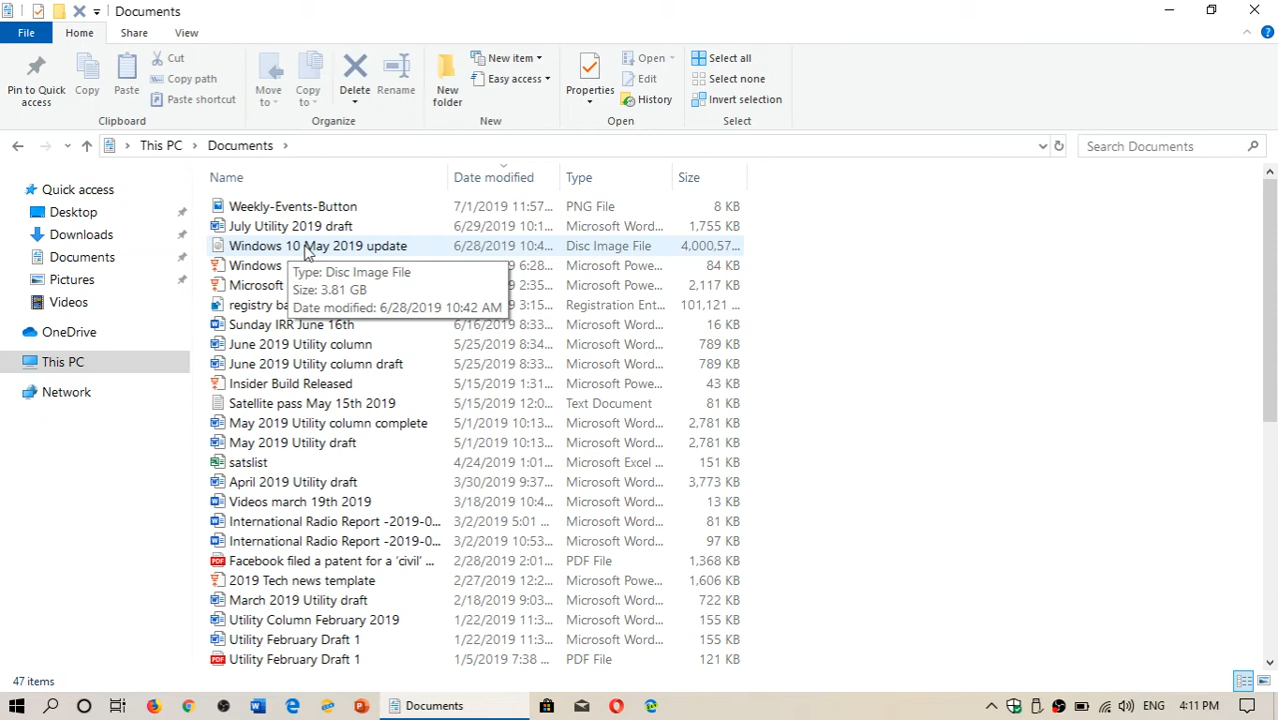 Documents
File Home Share View
Pin to Quick access
Copy
Paste
Cut
Copy path
Paste shortcut
Clipboard
Move to
Copy to
Delete
Rename
Organize
New folder
New item
Easy access
New
Properties
Open
Edit
History
Open
Select all
Select none
Invert selection
Select
This PC > Documents >
Search Documents
Quick access
Desktop
Downloads
Documents
Pictures
Videos
OneDrive
This PC
Network
Name Date modified Type Size
Weekly-Events-Button 7/1/2019 11:57... PNG File 8 KB
July Utility 2019 draft 6/29/2019 10:1... Microsoft Word... 1,755 KB
Windows 10 May 2019 update 6/28/2019 10:4... Disc Image File 4,000,57...
Windows 6:28... Microsoft Powe... 84 KB
Microsoft 2:35... Microsoft Powe... 2,117 KB
registry ba 3:15... Registration Ent... 101,121 ...
Type: Disc Image File
Size: 3.81 GB
Date modified: 6/28/2019 10:42 AM
Sunday IRR June 16th 6/16/2019 8:33... Microsoft Word... 16 KB
June 2019 Utility column 5/25/2019 8:34... Microsoft Word... 789 KB
June 2019 Utility column draft 5/25/2019 8:33... Microsoft Word... 789 KB
Insider Build Released 5/15/2019 1:31... Microsoft Powe... 43 KB
Satellite pass May 15th 2019 5/15/2019 12:0... Text Document 81 KB
May 2019 Utility column complete 5/1/2019 10:13... Microsoft Word... 2,781 KB
May 2019 Utility draft 5/1/2019 10:13... Microsoft Word... 2,781 KB
satslist 4/24/2019 1:01... Microsoft Excel ... 151 KB
April 2019 Utility draft 3/30/2019 9:37... Microsoft Word... 3,773 KB
Videos march 19th 2019 3/18/2019 10:4... Microsoft Word... 13 KB
International Radio Report -2019-0... 3/2/2019 5:01 ... Microsoft Word... 81 KB
International Radio Report -2019-0... 3/2/2019 10:53... Microsoft Word... 97 KB
Facebook filed a patent for a ‘civil’ ... 2/28/2019 2:01... PDF File 1,368 KB
2019 Tech news template 2/27/2019 12:2... Microsoft Powe... 1,606 KB
March 2019 Utility draft 2/18/2019 9:03... Microsoft Word... 722 KB
Utility Column February 2019 1/22/2019 11:3... Microsoft Word... 155 KB
Utility February Draft 1 1/22/2019 11:3... Microsoft Word... 155 KB
Utility February Draft 1 1/5/2019 7:38 ... PDF File 121 KB
47 items
Documents
4:11 PM